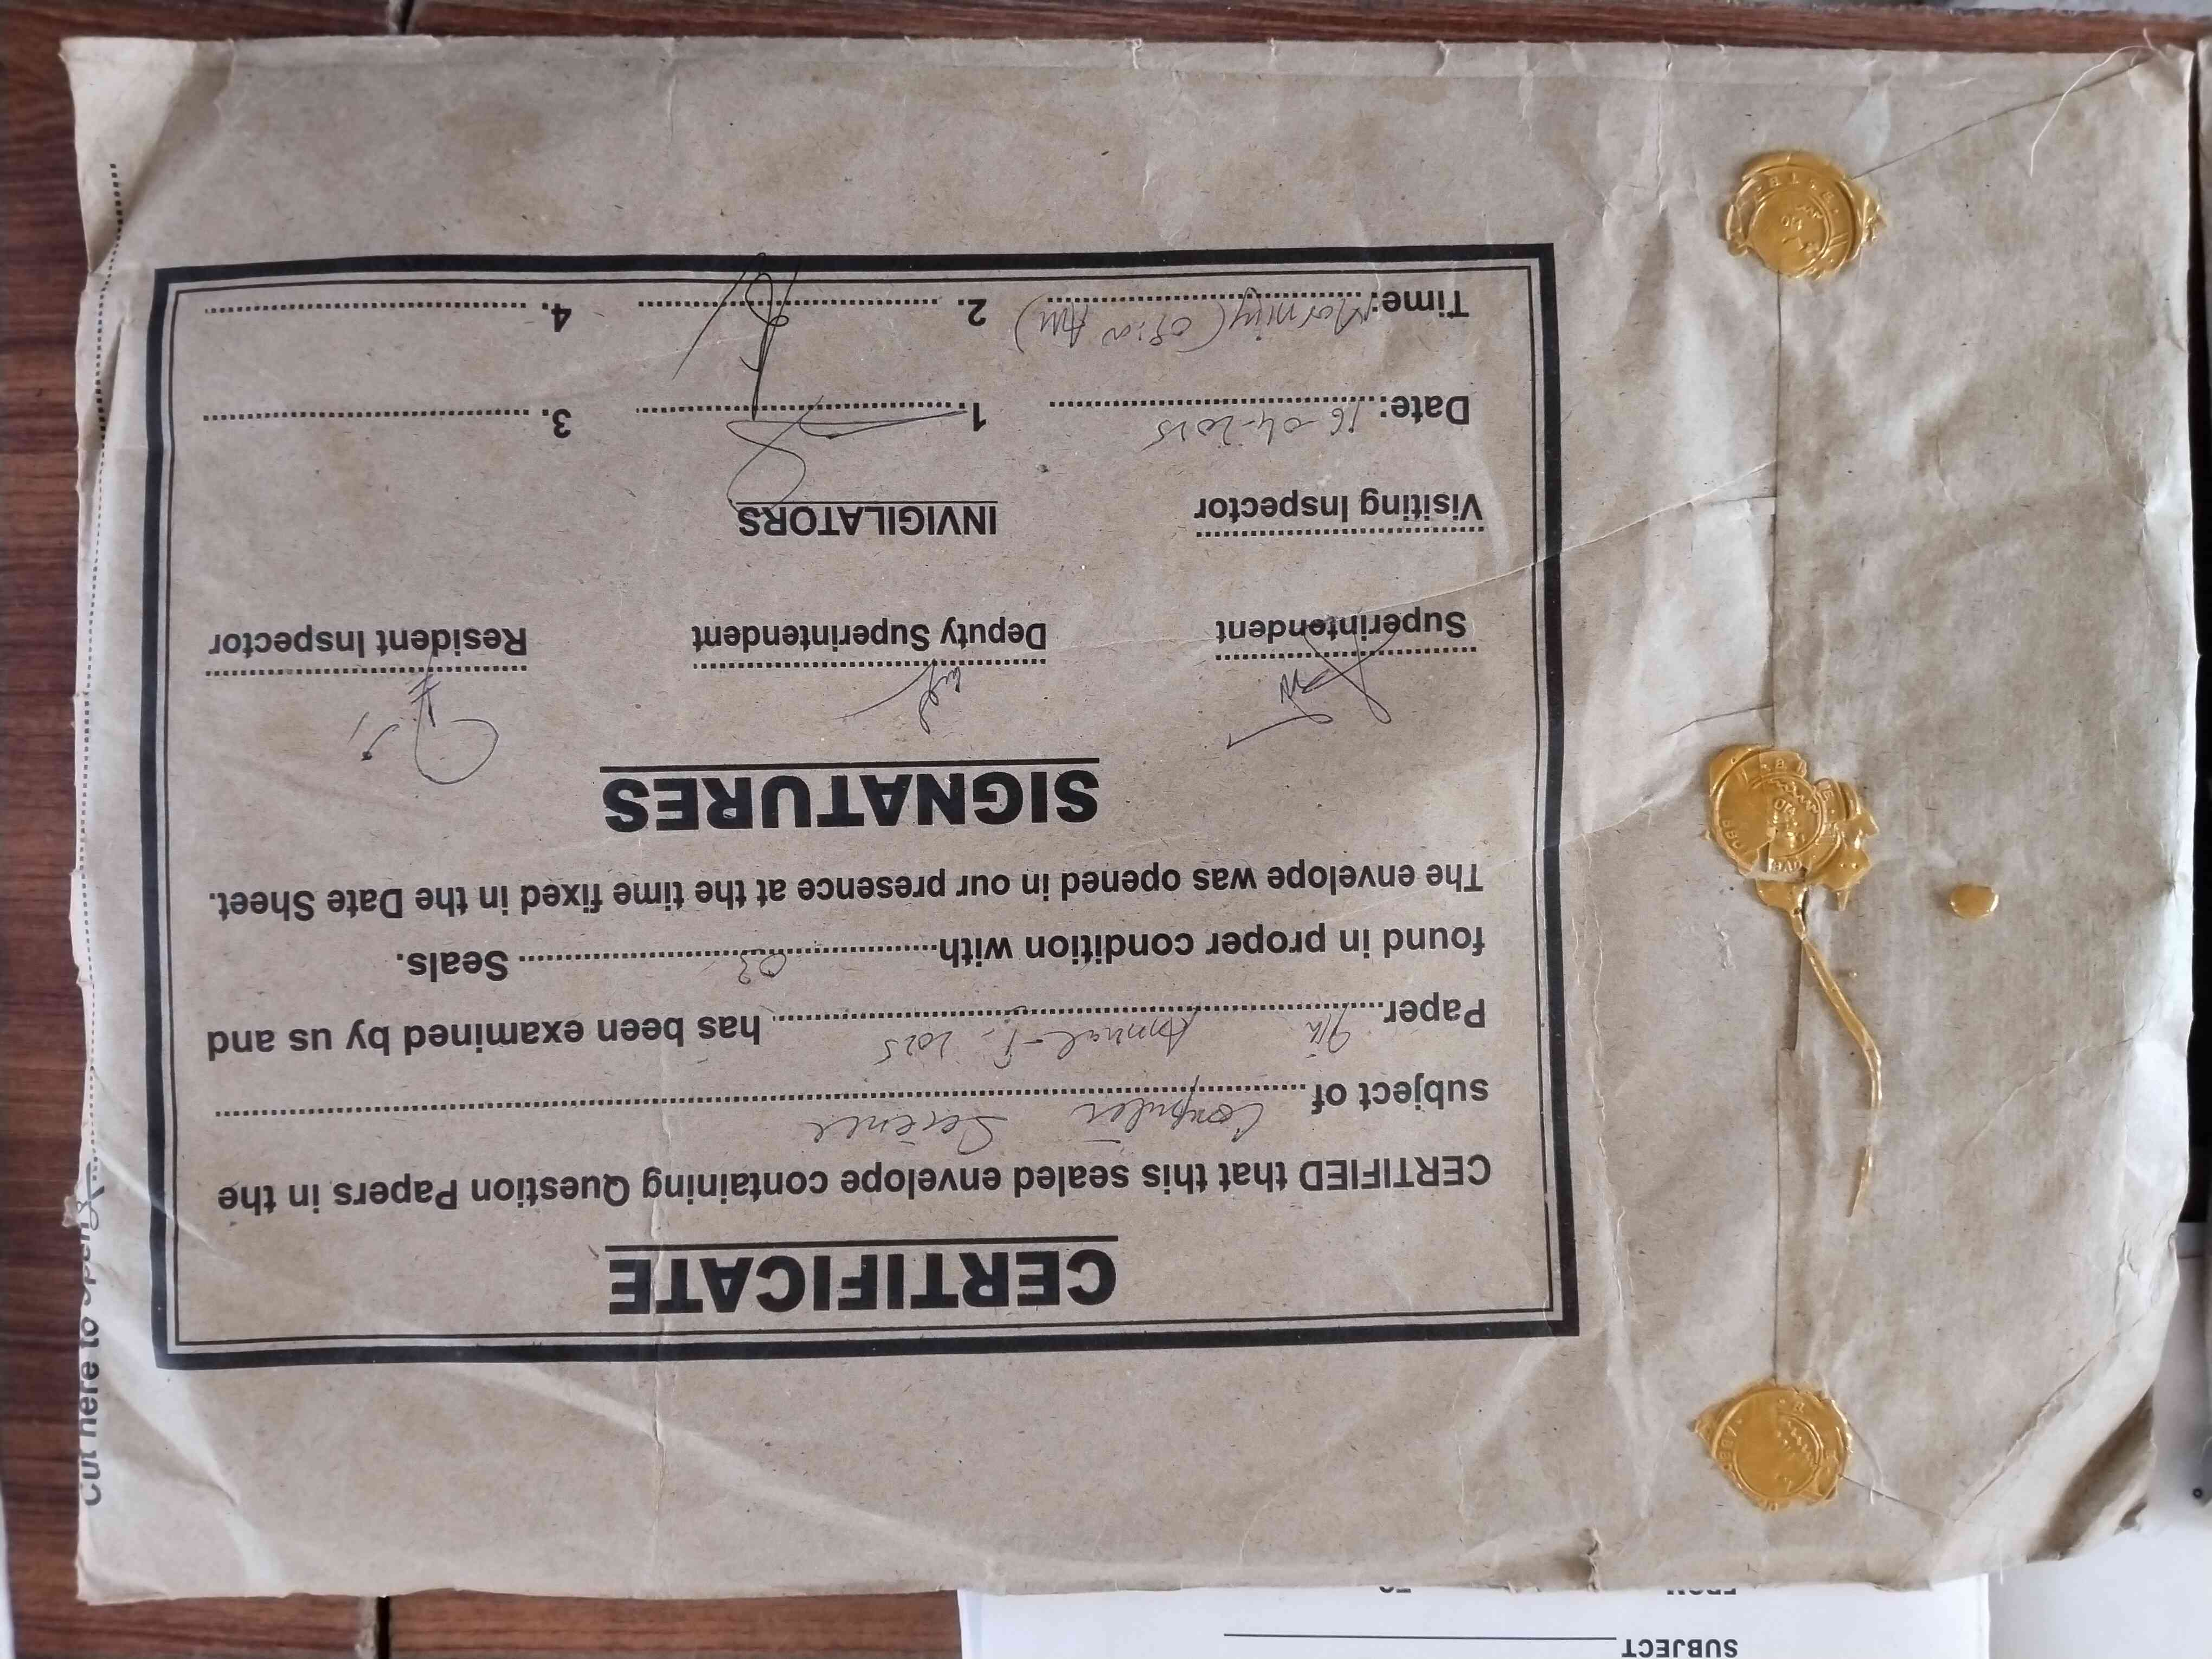 CERTIFICATE
CERTIFIED that this sealed envelope containing Question Papers in the
subject of Computer Science
Paper 9th Annual-I, 2025 has been examined by us and
found in proper condition with 03 Seals.
The envelope was opened in our presence at the time fixed in the Date Sheet.
SIGNATURES
Superintendent Deputy Superintendent Resident Inspector
Visiting Inspector INVIGILATORS
Date: 16-04-2025 1. 3.
Time: Morning ( AM) 2. 4.
Cut here to open
SUBJECT
FROM TO